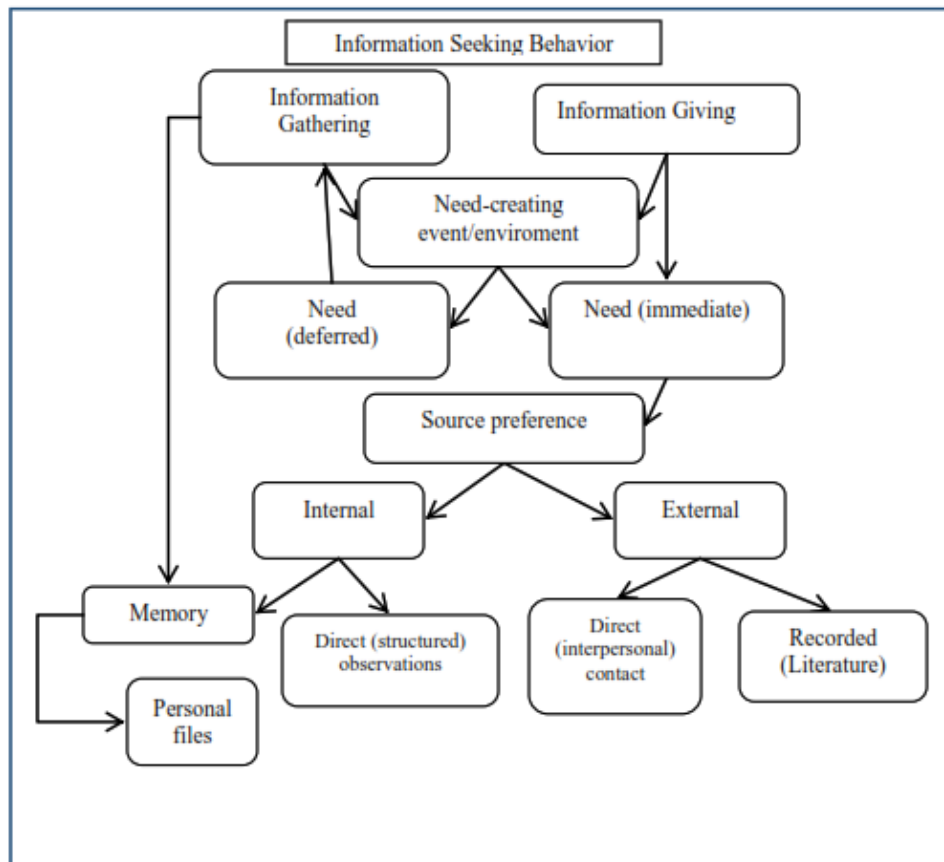 Information Seeking Behavior
Information
Gathering
Information Giving
Need-creating
event/enviroment
Need
(deferred)
Need (immediate)
Source preference
Internal
External
Memory
Direct (structured)
observations
Direct
(interpersonal)
contact
Recorded
(Literature)
Personal
files